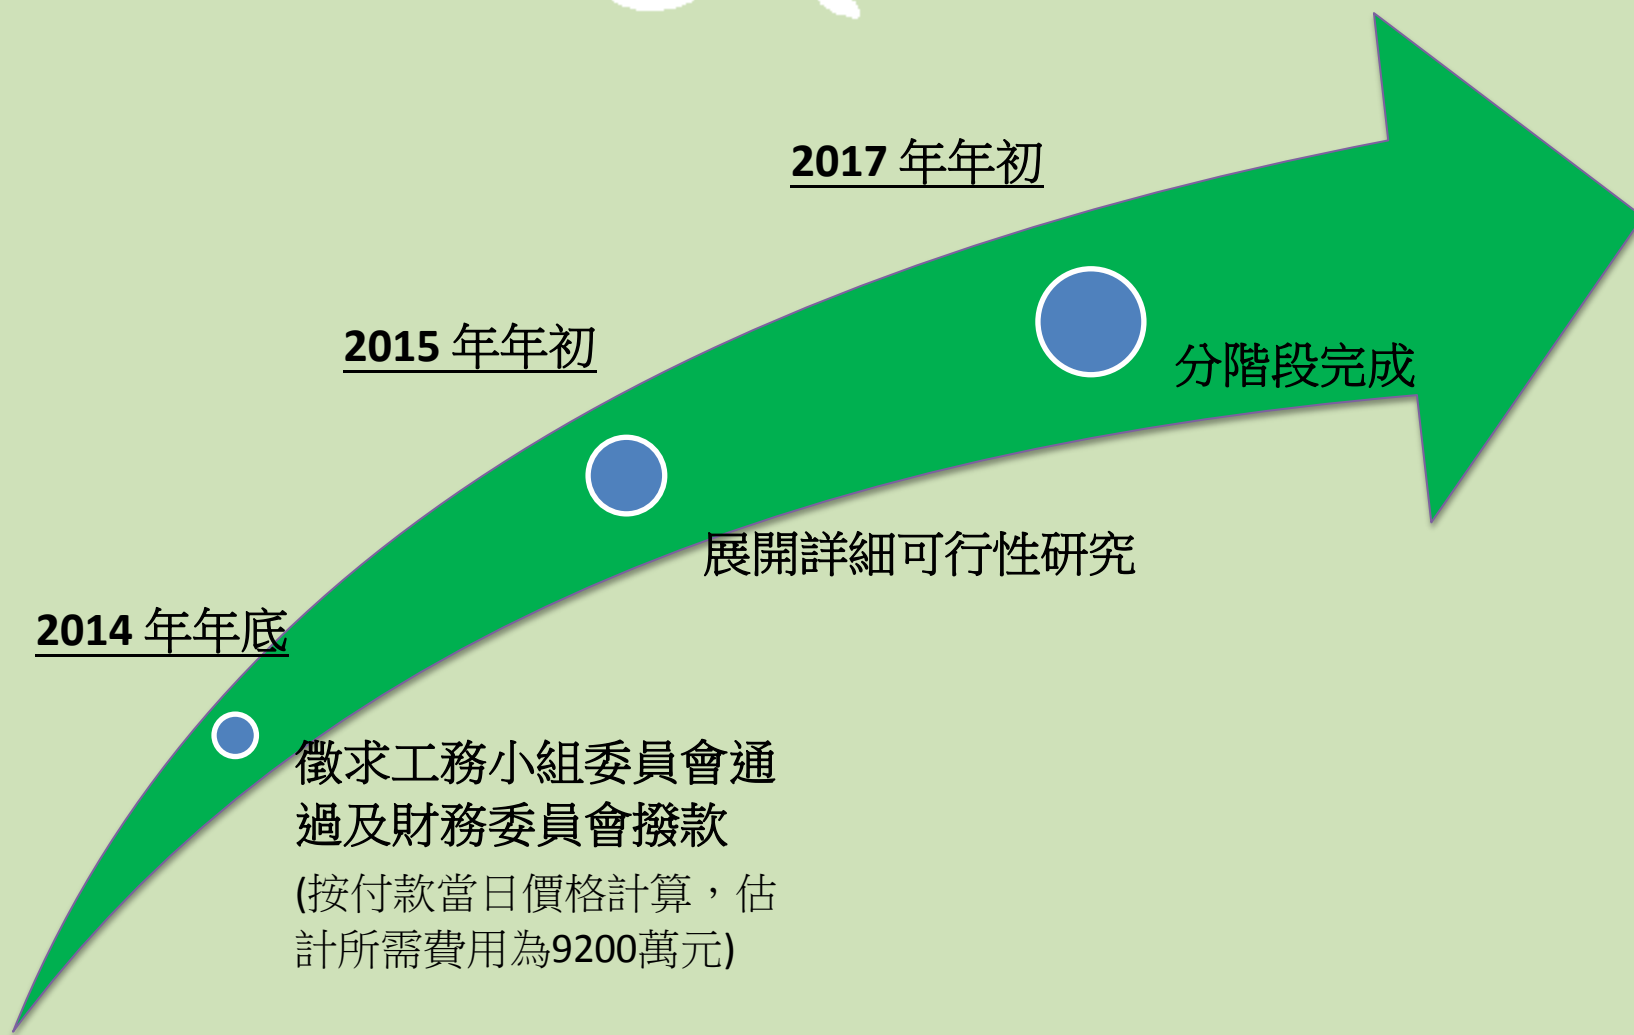 2017 年年初
2015 年年初
分階段完成
展開詳細可行性研究
2014 年年底
徵求工務小組委員會通
過及財務委員會撥款
(按付款當日價格計算，估
計所需費用為9200萬元)